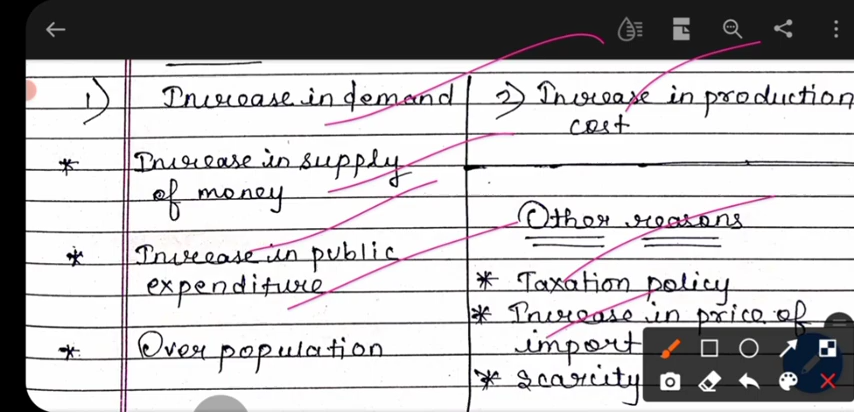 1) Increase in demand
* Increase in supply
of money
* Increase in public
expenditure
* Over population
2) Increase in production
cost
Other reasons
* Taxation policy
* Increase in price of
import
* Scarcity